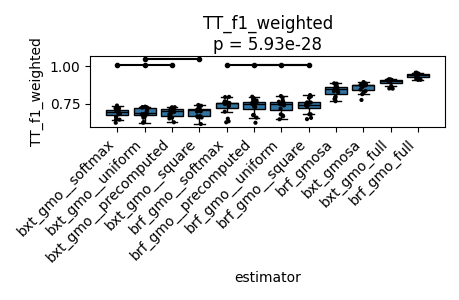 TT_f1_weighted
p = 5.93e-28
TT_f1_weighted
1.00
0.75
bxt_gmo__softmax
bxt_gmo__uniform
bxt_gmo__precomputed
bxt_gmo__square
brf_gmo__softmax
brf_gmo__precomputed
brf_gmo__uniform
brf_gmo__square
brf_gmosa
bxt_gmosa
bxt_gmo_full
brf_gmo_full
estimator